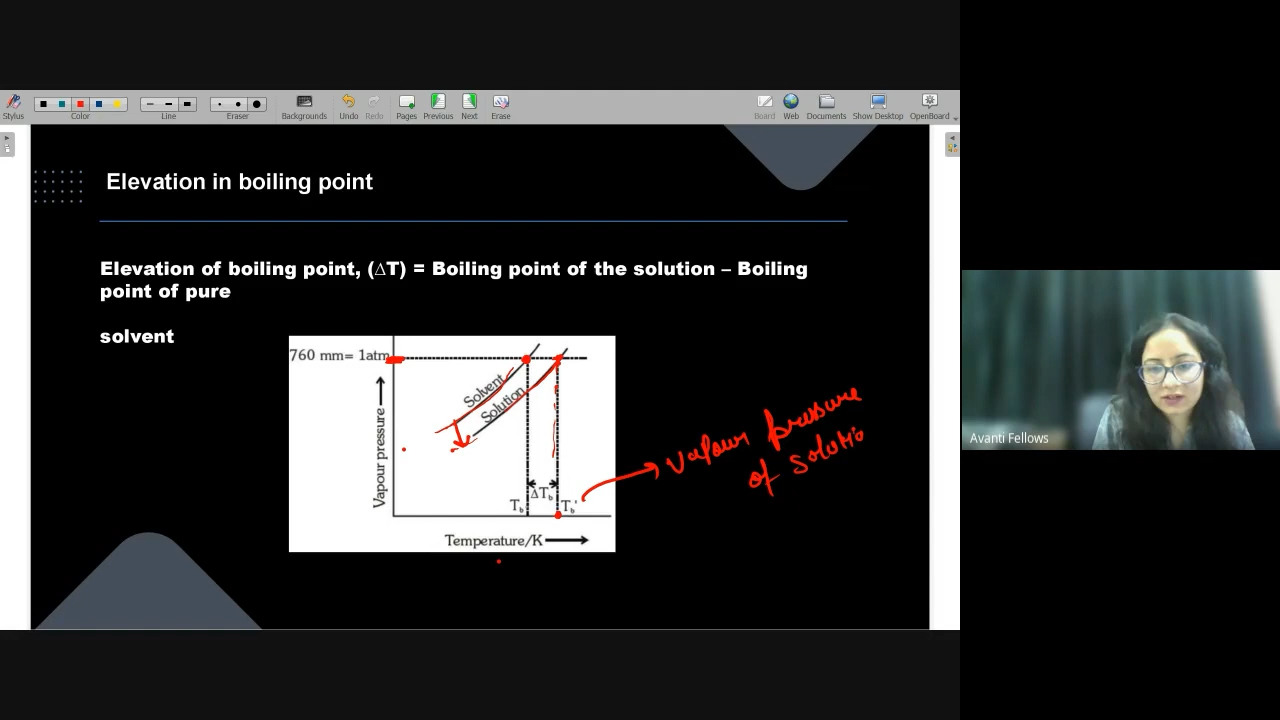 Stylus
Color
Line
Eraser
Backgrounds
Undo
Redo
Pages
Previous
Next
Erase
Board
Web
Documents
Show Desktop
OpenBoard
Elevation in boiling point
Elevation of boiling point, (∆T) = Boiling point of the solution – Boiling
point of pure
solvent
760 mm= 1atm
Solvent
Solution
Vapour pressure
∆Tb
Tb
Tb'
Temperature/K
Vapour pressure
of solutio
Avanti Fellows